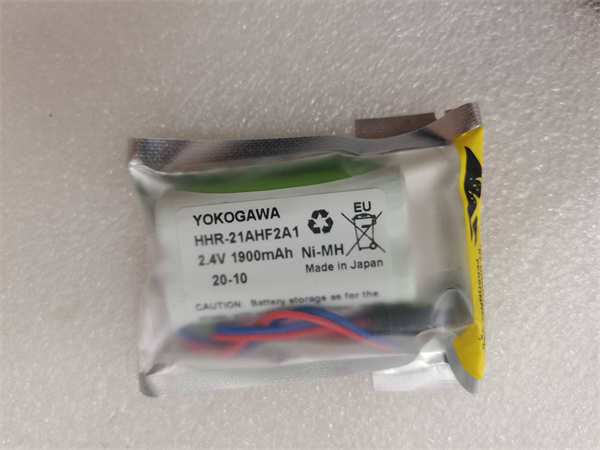 YOKOGAWA
HHR-21AHF2A1
2.4V 1900mAh Ni-MH
20-10
EU
Made in Japan
CAUTION: Battery storage as for the